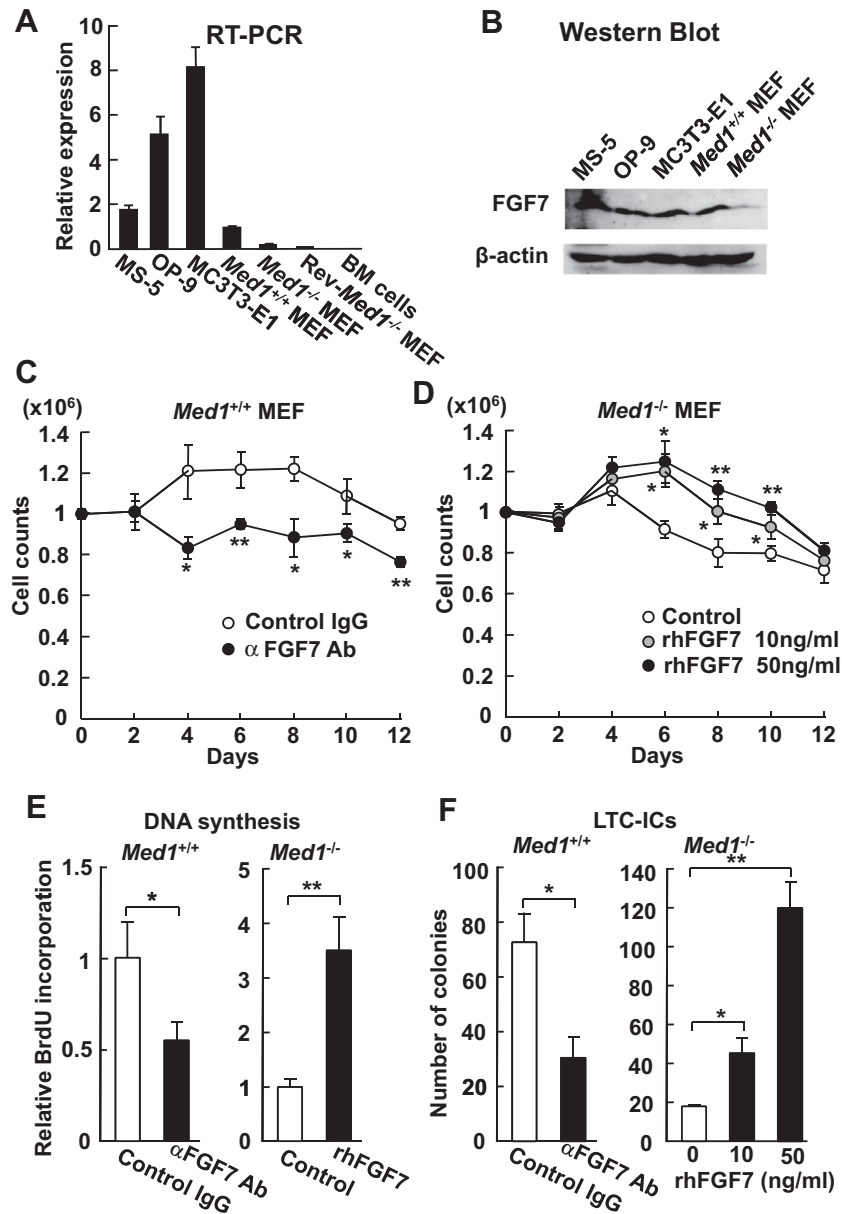 A
RT-PCR
Relative expression
10
8
6
4
2
0
MS-5
OP-9
MC3T3-E1
Med1+/+ MEF
Med1-/- MEF
Rev-Med1-/- MEF
BM cells
B
Western Blot
MS-5
OP-9
MC3T3-E1
Med1+/+ MEF
Med1-/- MEF
FGF7
β-actin
C
(x10⁶)
Med1+/+ MEF
Cell counts
1.4
1.2
1.0
0.8
0.6
0.4
0.2
0
* ** * * **
Control IgG
α FGF7 Ab
0 2 4 6 8 10 12
Days
D
(x10⁶)
Med1-/- MEF
Cell counts
1.4
1.2
1.0
0.8
0.6
0.4
0.2
0
* ** **
* * *
Control
rhFGF7 10ng/ml
rhFGF7 50ng/ml
0 2 4 6 8 10 12
Days
E
DNA synthesis
Med1+/+
Relative BrdU incorporation
1.5
1
0.5
0
*
Control IgG
αFGF7 Ab
Med1-/-
5
4
3
2
1
0
**
Control
rhFGF7
F
LTC-ICs
Med1+/+
Number of colonies
100
80
60
40
20
0
*
Control IgG
αFGF7 Ab
Med1-/-
140
120
100
80
60
40
20
0
**
*
0 10 50
rhFGF7 (ng/ml)